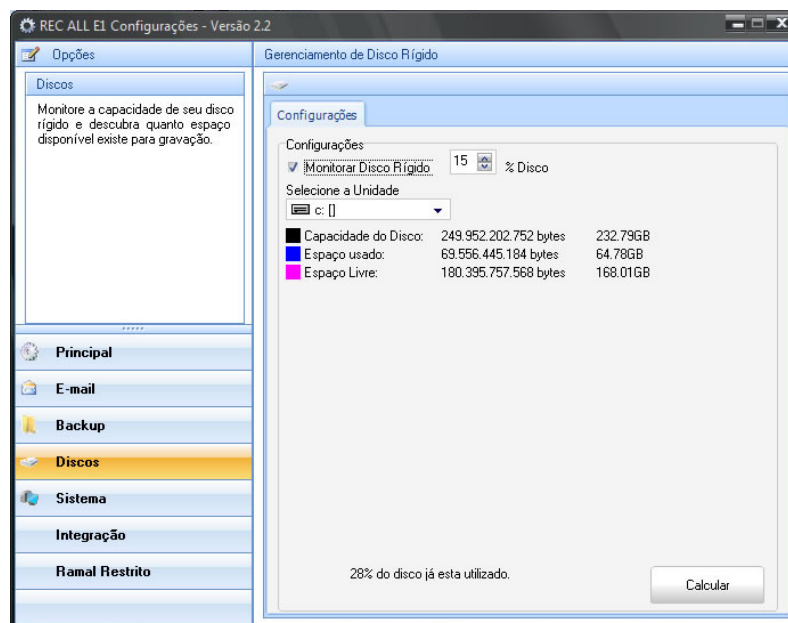 REC ALL E1 Configurações - Versão 2.2
Opções
Discos
Monitore a capacidade de seu disco
rígido e descubra quanto espaço
disponível existe para gravação.
Principal
E-mail
Backup
Discos
Sistema
Integração
Ramal Restrito
Gerenciamento de Disco Rígido
Configurações
Configurações
Monitorar Disco Rígido 15 % Disco
Selecione a Unidade
c: []
Capacidade do Disco: 249.952.202.752 bytes 232.79GB
Espaço usado: 69.556.445.184 bytes 64.78GB
Espaço Livre: 180.395.757.568 bytes 168.01GB
28% do disco já esta utilizado.
Calcular